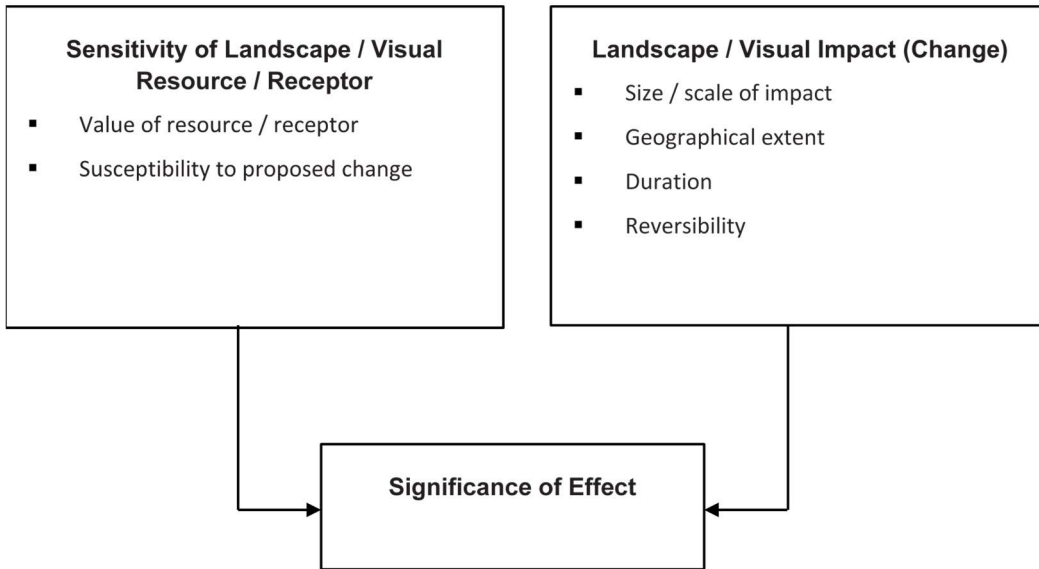 Sensitivity of Landscape / Visual
Resource / Receptor
▪ Value of resource / receptor
▪ Susceptibility to proposed change
Landscape / Visual Impact (Change)
▪ Size / scale of impact
▪ Geographical extent
▪ Duration
▪ Reversibility
Significance of Effect